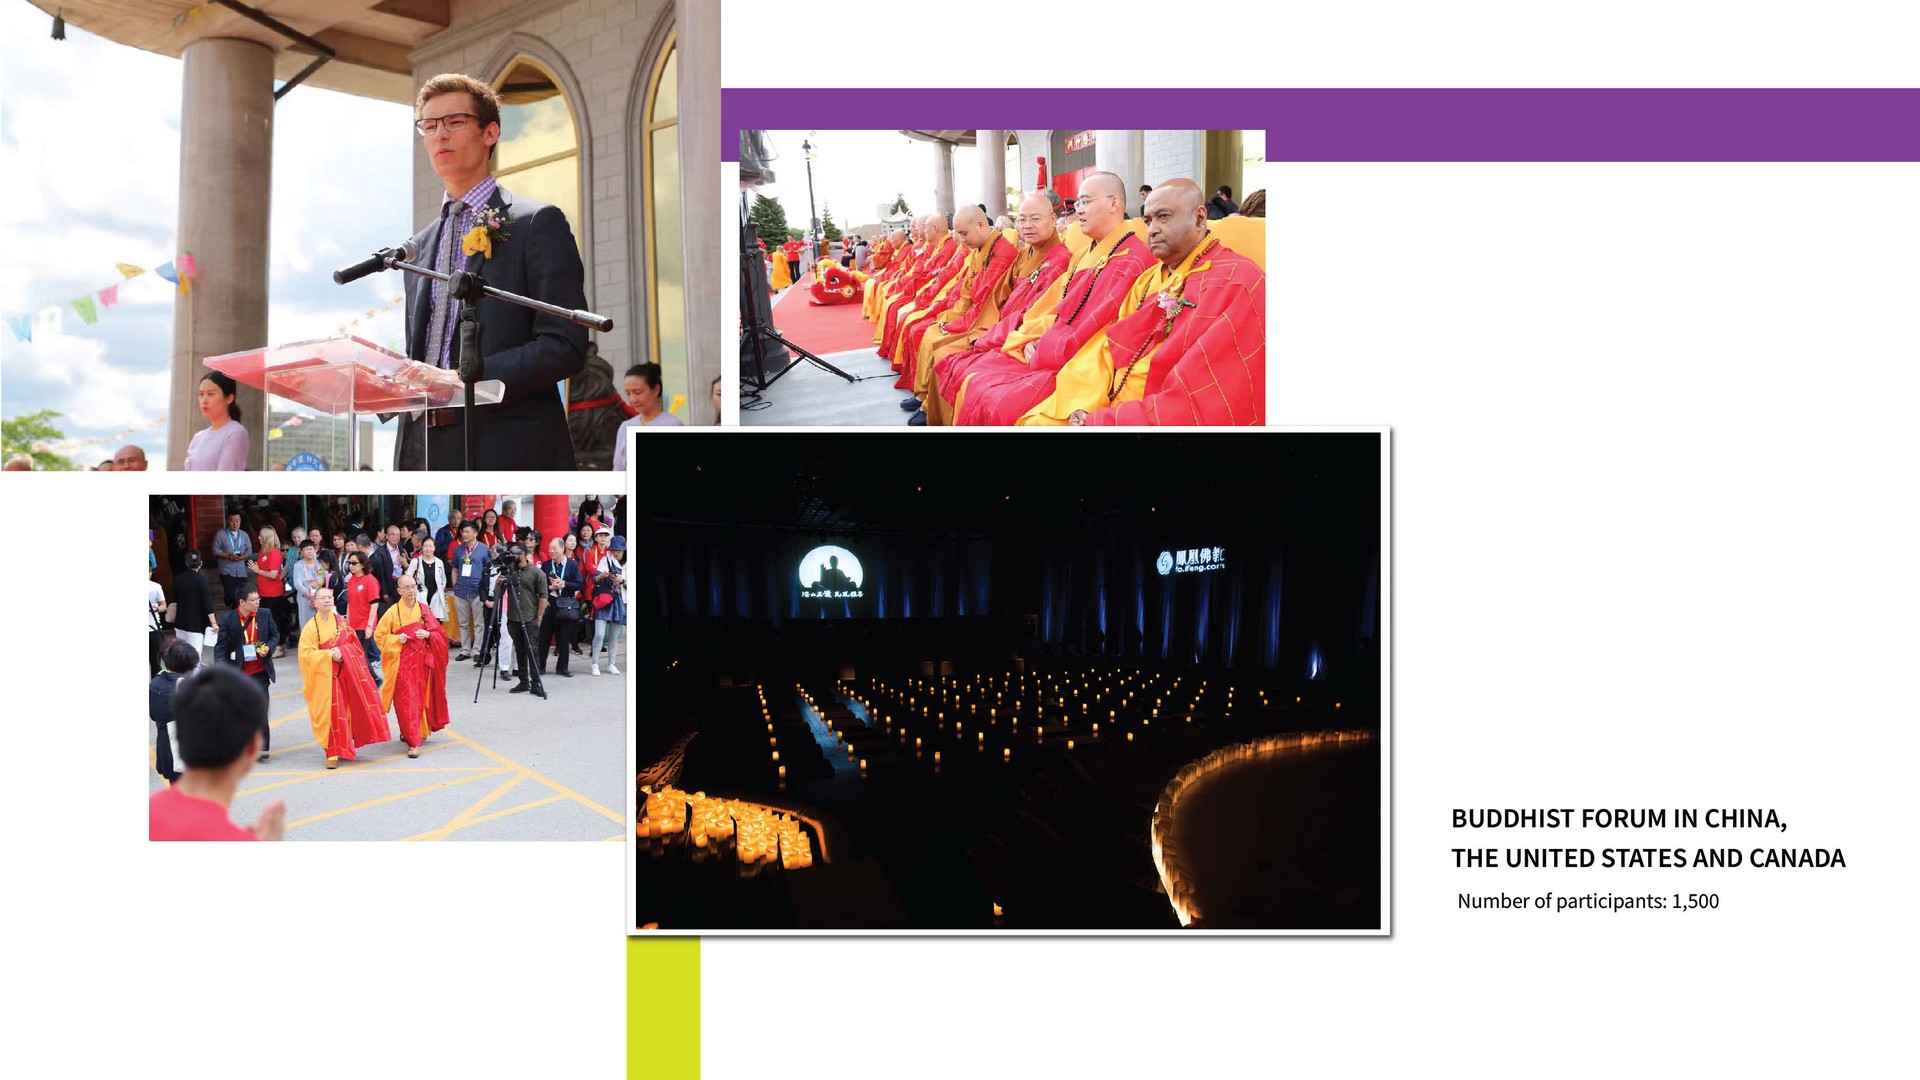 鳳凰佛教
fo.ifeng.com
BUDDHIST FORUM IN CHINA,
THE UNITED STATES AND CANADA
Number of participants: 1,500